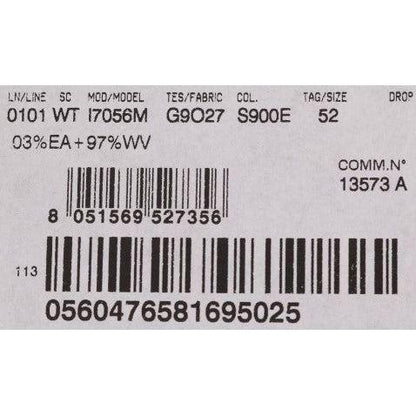 LN/LINE SC MOD/MODEL TES/FABRIC COL. TAG/SIZE DROP
0101 WT I7056M G9O27 S900E 52
03%EA+97%WV
COMM.N°
13573 A
8 051569 527356
113
0560476581695025